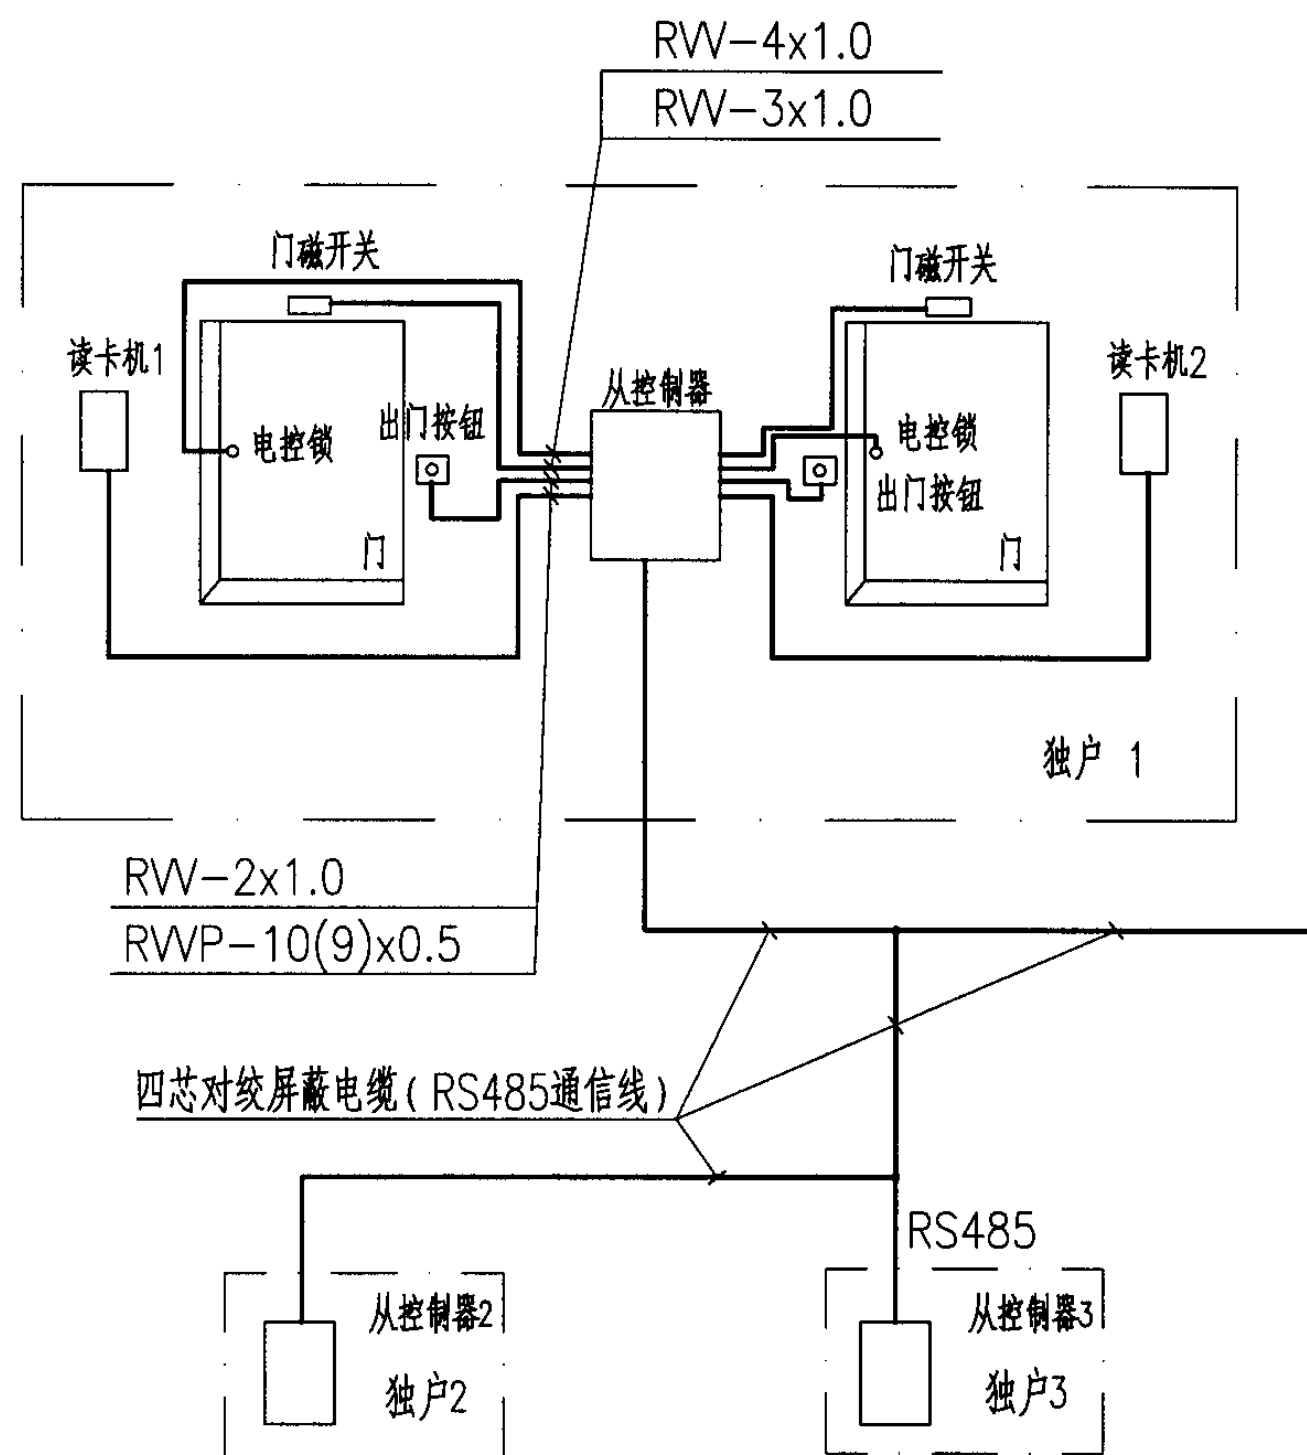 RVV-4x1.0
RVV-3x1.0
门磁开关
门磁开关
读卡机1
从控制器
读卡机2
电控锁
出门按钮
电控锁
出门按钮
门
门
独户 1
RVV-2x1.0
RVVP-10(9)x0.5
四芯对绞屏蔽电缆(RS485通信线)
RS485
从控制器2
从控制器3
独户2
独户3